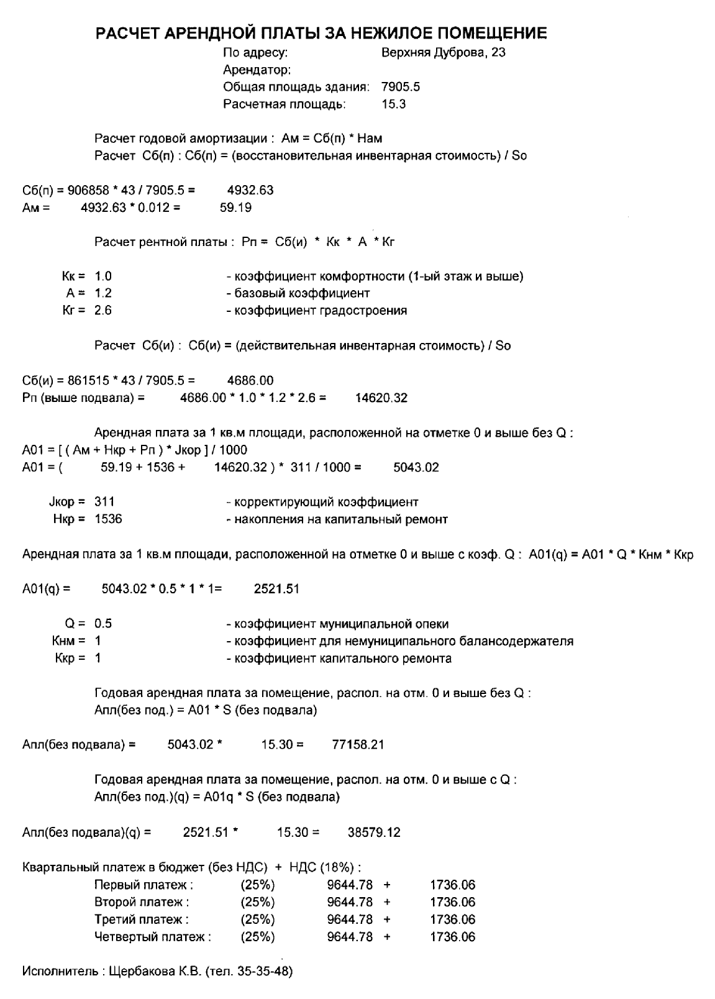 РАСЧЕТ АРЕНДНОЙ ПЛАТЫ ЗА НЕЖИЛОЕ ПОМЕЩЕНИЕ
По адресу: Верхняя Дуброва, 23
Арендатор:
Общая площадь здания: 7905.5
Расчетная площадь: 15.3
Расчет годовой амортизации : Ам = Сб(п) * Нам
Расчет Сб(п) : Сб(п) = (восстановительная инвентарная стоимость) / So
Сб(п) = 906858 * 43 / 7905.5 = 4932.63
Ам = 4932.63 * 0.012 = 59.19
Расчет рентной платы : Рп = Сб(и) * Кк * А * Кг
Кк = 1.0 - коэффициент комфортности (1-ый этаж и выше)
А = 1.2 - базовый коэффициент
Кг = 2.6 - коэффициент градостроения
Расчет Сб(и) : Сб(и) = (действительная инвентарная стоимость) / So
Сб(и) = 861515 * 43 / 7905.5 = 4686.00
Рп (выше подвала) = 4686.00 * 1.0 * 1.2 * 2.6 = 14620.32
Арендная плата за 1 кв.м площади, расположенной на отметке 0 и выше без Q :
А01 = [ ( Ам + Нкр + Рп ) * Jкор ] / 1000
А01 = ( 59.19 + 1536 + 14620.32 ) * 311 / 1000 = 5043.02
Jкор = 311 - корректирующий коэффициент
Нкр = 1536 - накопления на капитальный ремонт
Арендная плата за 1 кв.м площади, расположенной на отметке 0 и выше с коэф. Q : А01(q) = А01 * Q * Кнм * Ккр
А01(q) = 5043.02 * 0.5 * 1 * 1= 2521.51
Q = 0.5 - коэффициент муниципальной опеки
Кнм = 1 - коэффициент для немуниципального балансодержателя
Ккр = 1 - коэффициент капитального ремонта
Годовая арендная плата за помещение, распол. на отм. 0 и выше без Q :
Апл(без под.) = А01 * S (без подвала)
Апл(без подвала) = 5043.02 * 15.30 = 77158.21
Годовая арендная плата за помещение, распол. на отм. 0 и выше с Q :
Апл(без под.)(q) = А01q * S (без подвала)
Апл(без подвала)(q) = 2521.51 * 15.30 = 38579.12
Квартальный платеж в бюджет (без НДС) + НДС (18%) :
Первый платеж : (25%) 9644.78 + 1736.06
Второй платеж : (25%) 9644.78 + 1736.06
Третий платеж : (25%) 9644.78 + 1736.06
Четвертый платеж : (25%) 9644.78 + 1736.06
Исполнитель : Щербакова К.В. (тел. 35-35-48)